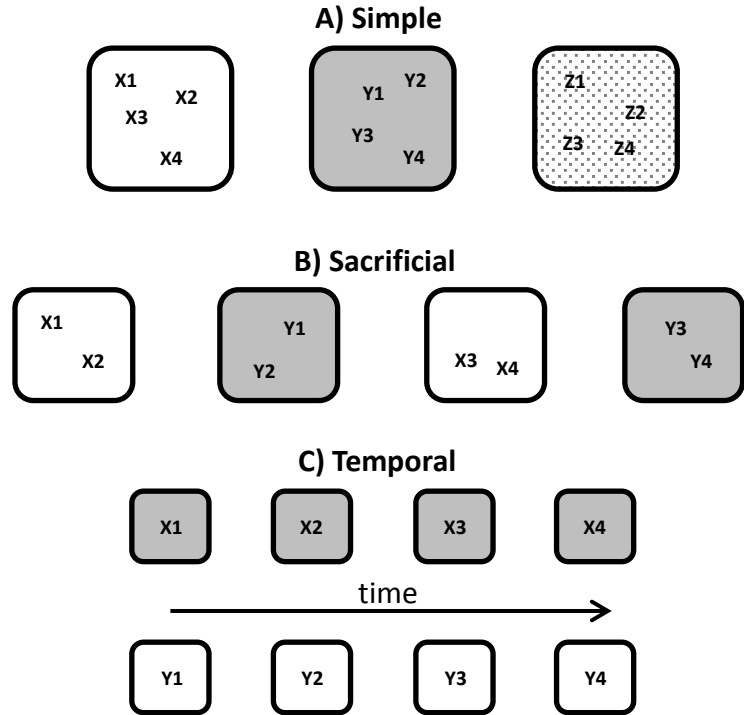 A) Simple
X1
X2
X3
X4
Y1
Y2
Y3
Y4
Z1
Z2
Z3
Z4
B) Sacrificial
X1
X2
Y1
Y2
X3
X4
Y3
Y4
C) Temporal
X1 X2 X3 X4
time
Y1 Y2 Y3 Y4